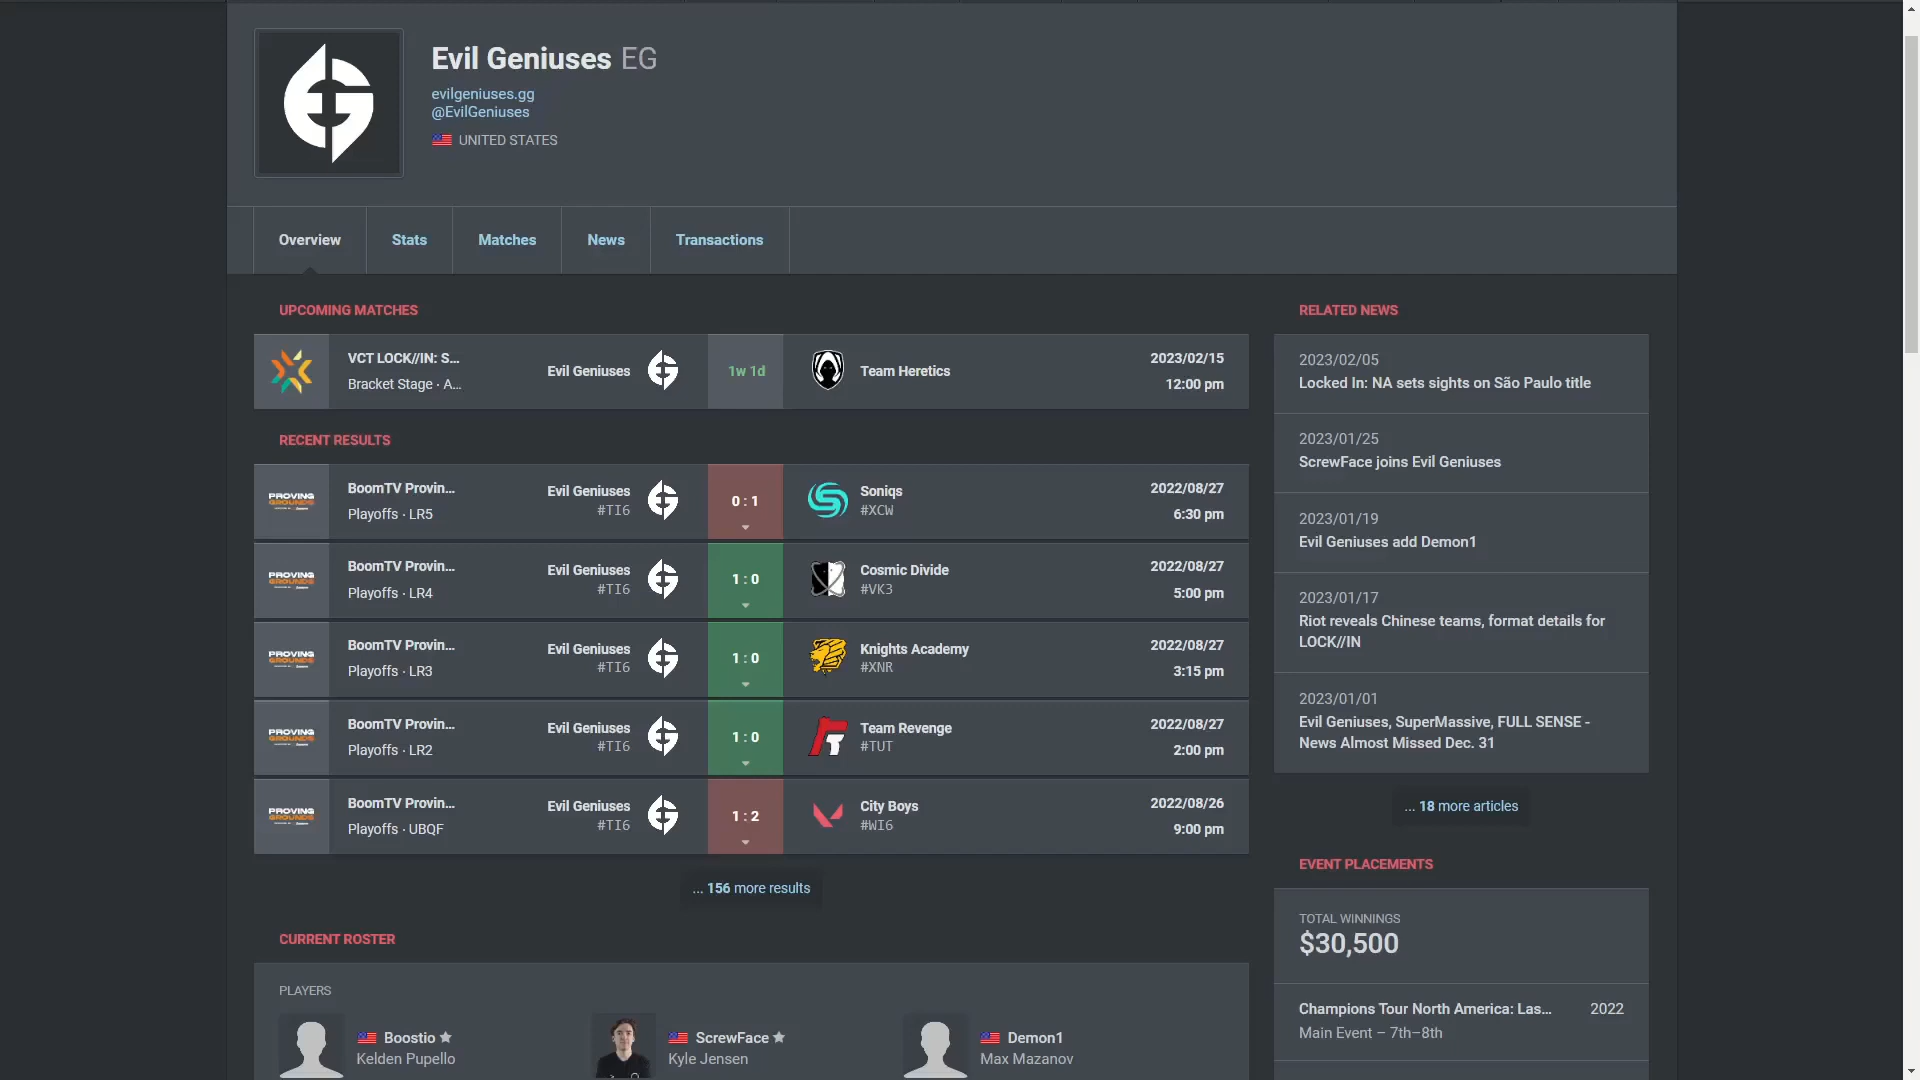 Evil Geniuses EG
evilgeniuses.gg
@EvilGeniuses
UNITED STATES
Overview
Stats
Matches
News
Transactions
UPCOMING MATCHES
VCT LOCK//IN: S...
Bracket Stage · A...
Evil Geniuses
1w 1d
Team Heretics
2023/02/15
12:00 pm
RECENT RESULTS
PROVING GROUNDS
BoomTV Provin...
Playoffs · LR5
Evil Geniuses
#TI6
0 : 1
Soniqs
#XCW
2022/08/27
6:30 pm
PROVING GROUNDS
BoomTV Provin...
Playoffs · LR4
Evil Geniuses
#TI6
1 : 0
Cosmic Divide
#VK3
2022/08/27
5:00 pm
PROVING GROUNDS
BoomTV Provin...
Playoffs · LR3
Evil Geniuses
#TI6
1 : 0
Knights Academy
#XNR
2022/08/27
3:15 pm
PROVING GROUNDS
BoomTV Provin...
Playoffs · LR2
Evil Geniuses
#TI6
1 : 0
Team Revenge
#TUT
2022/08/27
2:00 pm
PROVING GROUNDS
BoomTV Provin...
Playoffs · UBQF
Evil Geniuses
#TI6
1 : 2
City Boys
#WI6
2022/08/26
9:00 pm
... 156 more results
CURRENT ROSTER
PLAYERS
Boostio
Kelden Pupello
ScrewFace
Kyle Jensen
Demon1
Max Mazanov
RELATED NEWS
2023/02/05
Locked In: NA sets sights on São Paulo title
2023/01/25
ScrewFace joins Evil Geniuses
2023/01/19
Evil Geniuses add Demon1
2023/01/17
Riot reveals Chinese teams, format details for
LOCK//IN
2023/01/01
Evil Geniuses, SuperMassive, FULL SENSE -
News Almost Missed Dec. 31
... 18 more articles
EVENT PLACEMENTS
TOTAL WINNINGS
$30,500
Champions Tour North America: Las...
2022
Main Event – 7th–8th